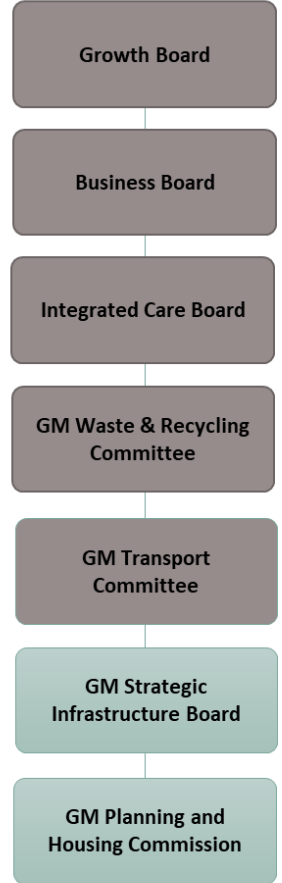 Growth Board
Business Board
Integrated Care Board
GM Waste & Recycling
Committee
GM Transport
Committee
GM Strategic
Infrastructure Board
GM Planning and
Housing Commission